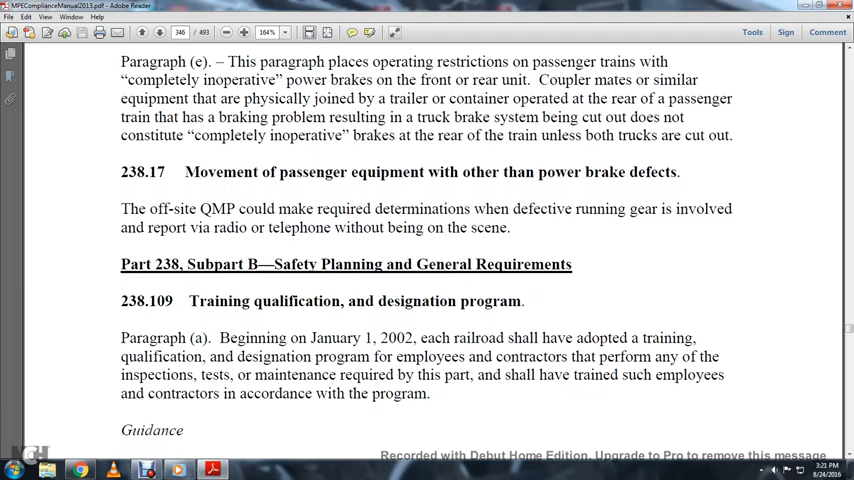 MPEComplianceManual2013.pdf - Adobe Reader
File Edit View Window Help
346 / 493 164% Tools Sign Comment
Paragraph (e). – This paragraph places operating restrictions on passenger trains with
“completely inoperative” power brakes on the front or rear unit. Coupler mates or similar
equipment that are physically joined by a trailer or container operated at the rear of a passenger
train that has a braking problem resulting in a truck brake system being cut out does not
constitute “completely inoperative” brakes at the rear of the train unless both trucks are cut out.
238.17 Movement of passenger equipment with other than power brake defects.
The off-site QMP could make required determinations when defective running gear is involved
and report via radio or telephone without being on the scene.
Part 238, Subpart B—Safety Planning and General Requirements
238.109 Training qualification, and designation program.
Paragraph (a). Beginning on January 1, 2002, each railroad shall have adopted a training,
qualification, and designation program for employees and contractors that perform any of the
inspections, tests, or maintenance required by this part, and shall have trained such employees
and contractors in accordance with the program.
Guidance
NCH
Recorded with Debut Home Edition. Upgrade to Pro to remove this message
3:21 PM
8/24/2016